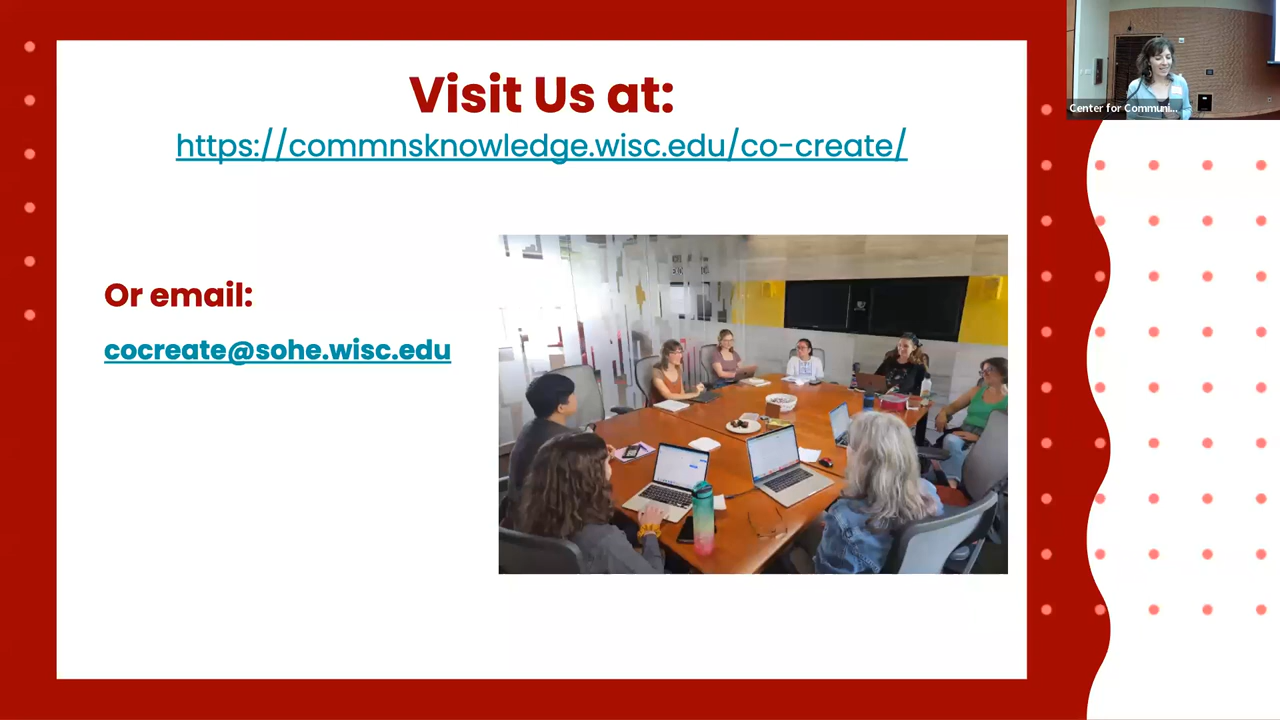 Visit Us at:
https://commnsknowledge.wisc.edu/co-create/
Or email:
cocreate@sohe.wisc.edu
Center for Communi...